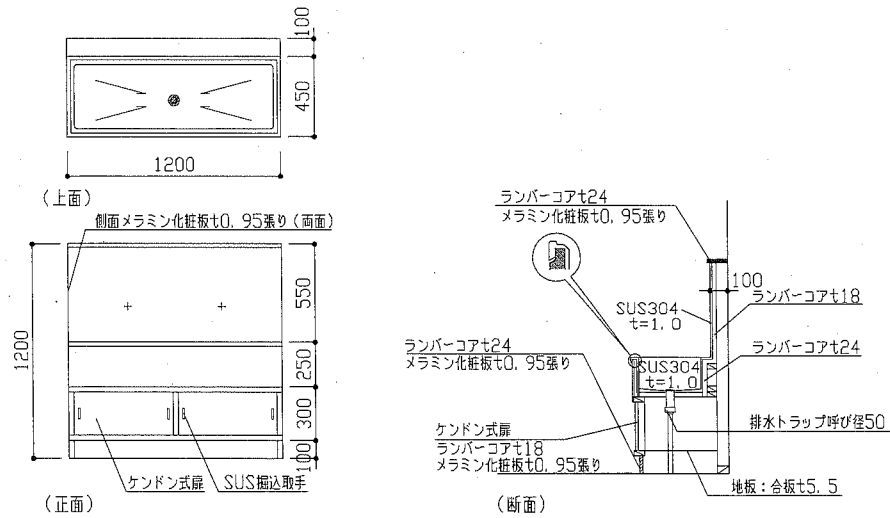 100
450
1200
(上面)
側面メラミン化粧板t0.95張り(両面)
1200
550
250
300
100
ケンドン式扉
SUS掘込取手
(正面)
ランバーコアt24
メラミン化粧板t0.95張り
100
ランバーコアt18
SUS304
t=1.0
ランバーコアt24
メラミン化粧板t0.95張り
ランバーコアt24
SUS304
t=1.0
排水トラップ呼び径50
ケンドン式扉
ランバーコアt18
メラミン化粧板t0.95張り
地板:合板t5.5
(断面)